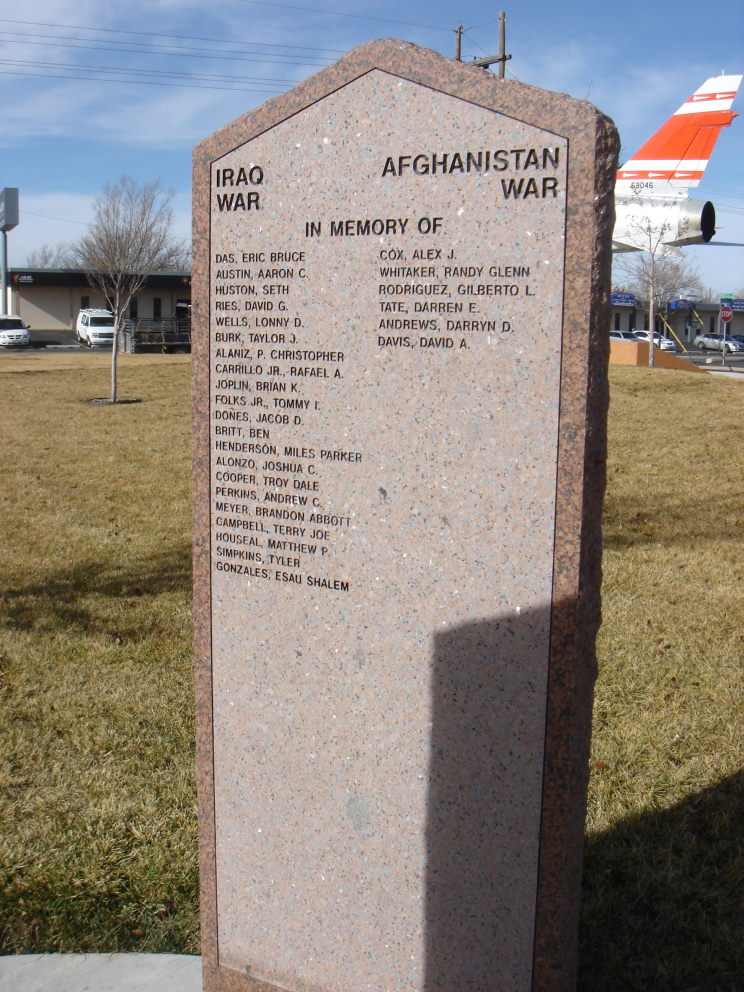 IRAQ
WAR
AFGHANISTAN
WAR
IN MEMORY OF
DAS, ERIC BRUCE
AUSTIN, AARON C.
HUSTON, SETH
RIES, DAVID G.
WELLS, LONNY D.
BURK, TAYLOR J.
ALANIZ, P. CHRISTOPHER
CARRILLO JR., RAFAEL A.
JOPLIN, BRIAN K.
FOLKS JR., TOMMY I.
DONES, JACOB D.
BRITT, BEN
HENDERSON, MILES PARKER
ALONZO, JOSHUA C.
COOPER, TROY DALE
PERKINS, ANDREW C.
MEYER, BRANDON ABBOTT
CAMPBELL, TERRY JOE
HOUSEAL, MATTHEW P.
SIMPKINS, TYLER
GONZALES, ESAU SHALEM
COX, ALEX J.
WHITAKER, RANDY GLENN
RODRIGUEZ, GILBERTO L.
TATE, DARREN E.
ANDREWS, DARRYN D.
DAVIS, DAVID A.
68046
STOP